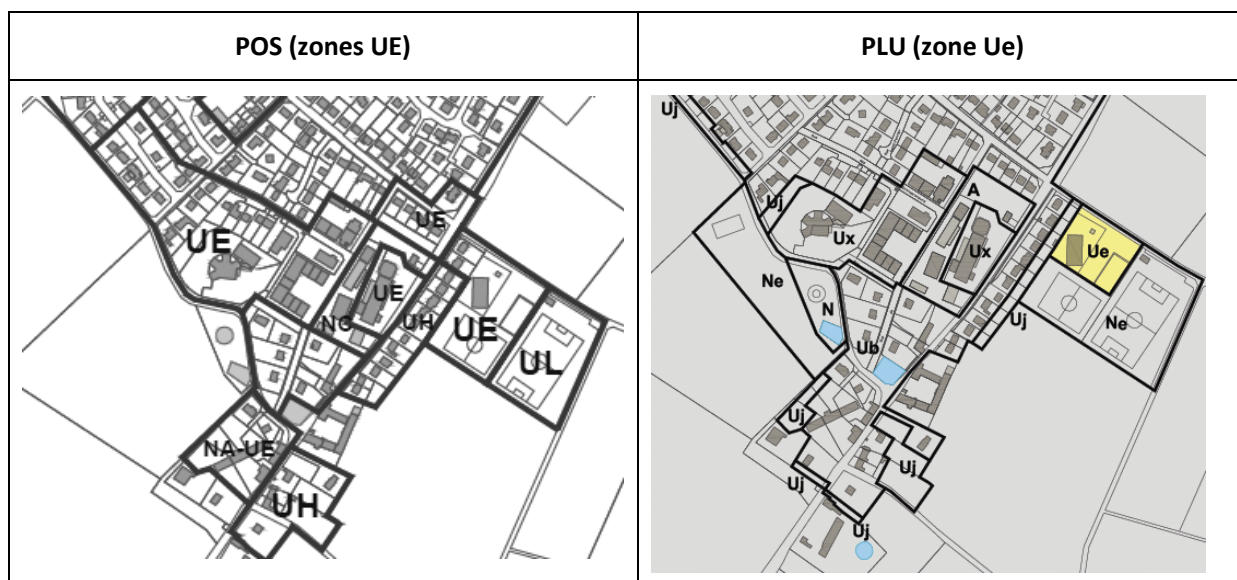 POS (zones UE)
PLU (zone Ue)
UE
UE
UE
NC
UH
UE
UL
NA-UE
UH
Uj
A
Uj
Ux
Ux
Ue
Ne
N
Uj
Ne
Ub
Uj
Uj
Uj
Uj